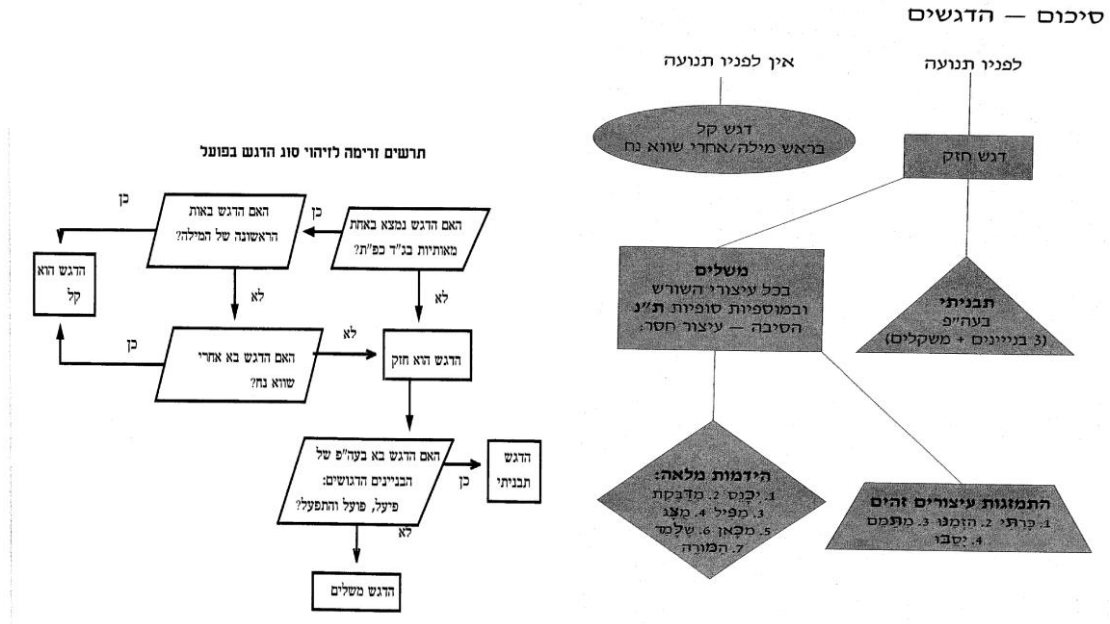 סיכום — הדגשים
לפניו תנועה
אין לפניו תנועה
דגש חזק
דגש קל
בראש מילה/אחרי שווא נח
משלים
בכל עיצורי השורש
ובמוספיות סופיות ת"נ
הסיבה — עיצור חסר:
תבניתי
בעה"פ
(3 בניינים + משקלים)
הידמות מלאה:
1. יִכָּנֵס 2. מִדַּבֶּקֶת
3. מַפִּיל 4. מַצָּג
5. מִכָּאן 6. שֶׁלָּמַד
7. הַמּוֹרֶה
התמזגות עיצורים זהים
1. כָּרַתִּי 2. הִזְמַנּוּ 3. מִתַּמֵּם
4. יָסֹבּוּ
תרשים זרימה לזיהוי סוג הדגש בפועל
האם הדגש נמצא באחת
מאותיות בג"ד כפ"ת?
כן
האם הדגש באות
הראשונה של המילה?
כן
הדגש הוא
קל
לא
לא
האם הדגש בא אחרי
שווא נח?
כן
לא
הדגש הוא חזק
האם הדגש בא בעה"פ של
הבניינים הדגושים:
פיעל, פועל והתפעל?
כן
הדגש
תבניתי
לא
הדגש משלים